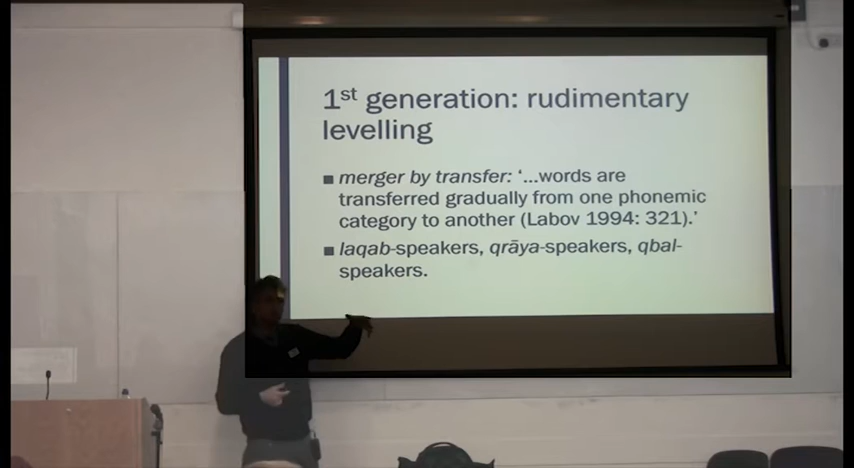 1st generation: rudimentary
levelling
merger by transfer: ‘...words are
transferred gradually from one phonemic
category to another (Labov 1994: 321).’
laqab-speakers, qrāya-speakers, qbal-
speakers.